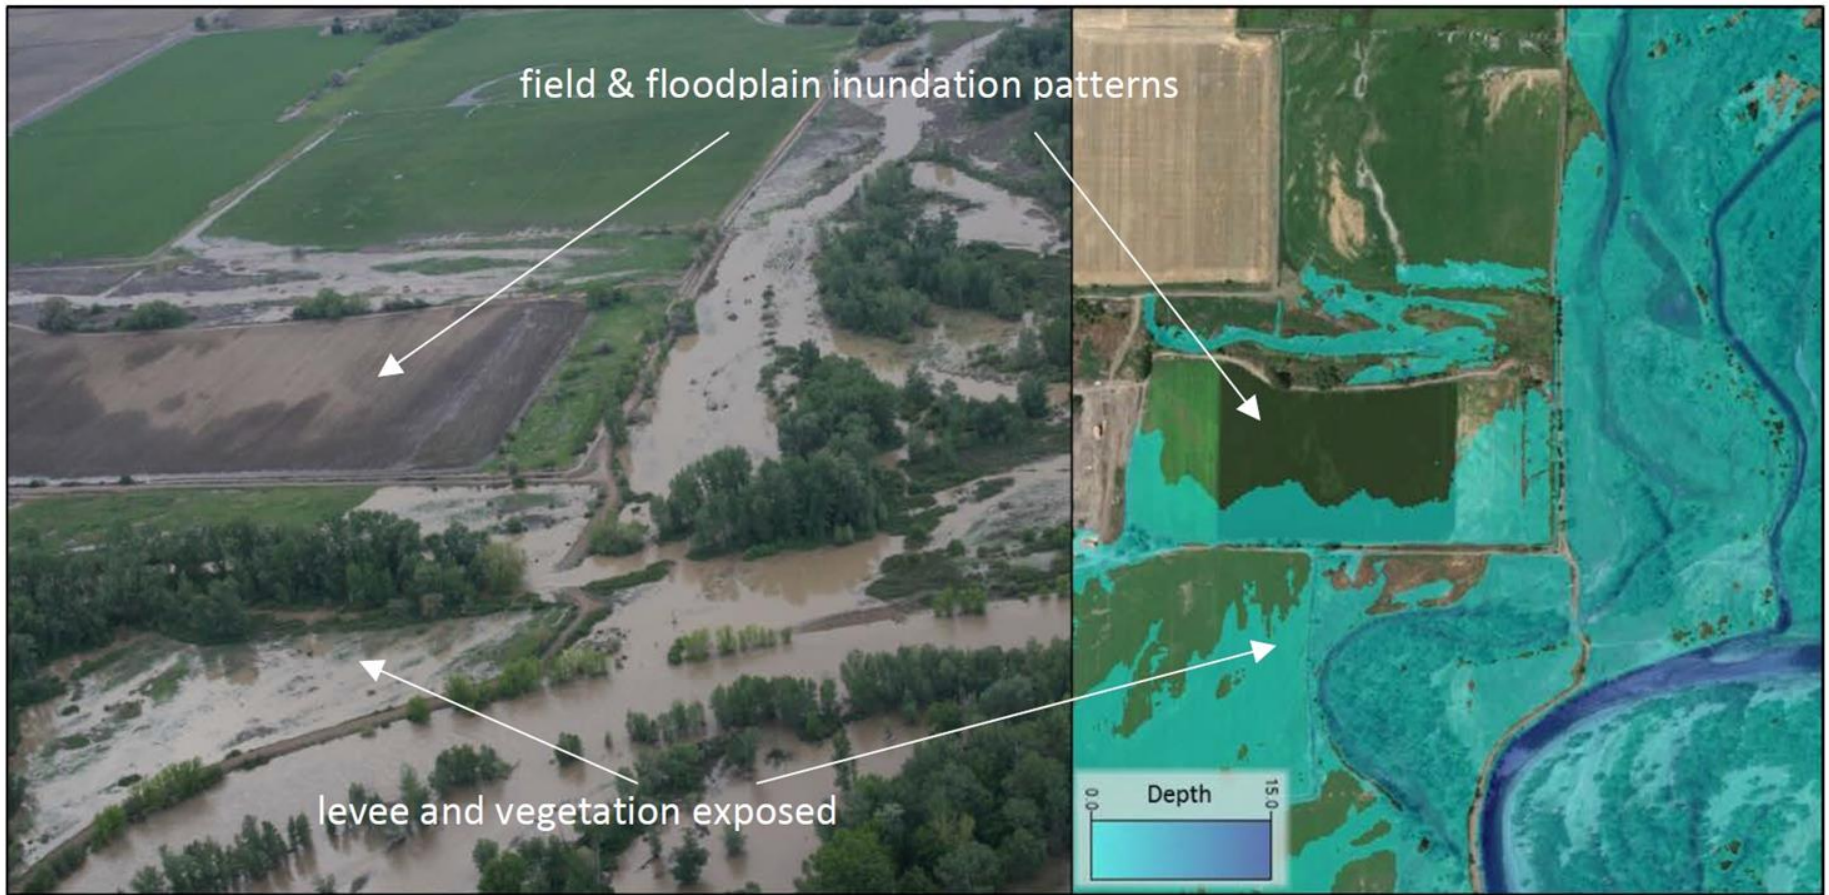 field & floodplain inundation patterns
levee and vegetation exposed
Depth
0.0
15.0